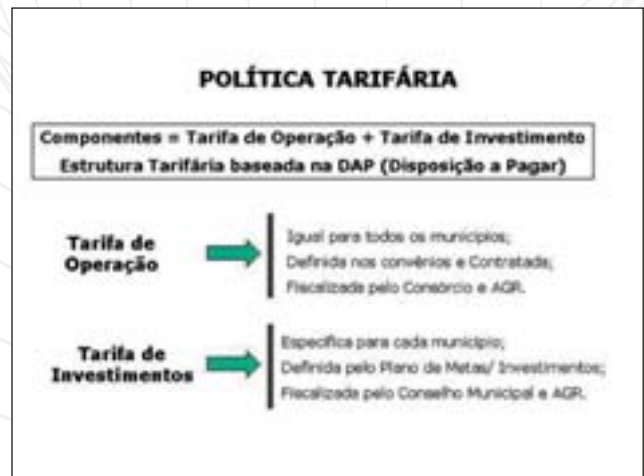 POLÍTICA TARIFÁRIA
Componentes = Tarifa de Operação + Tarifa de Investimento
Estrutura Tarifária baseada na DAP (Disposição a Pagar)
Tarifa de
Operação
Igual para todos os municípios;
Definida nos convênios e Contratada;
Fiscalizada pelo Consórcio e AGR.
Tarifa de
Investimentos
Específica para cada município;
Definida pelo Plano de Metas/ Investimentos;
Fiscalizada pelo Conselho Municipal e AGR.